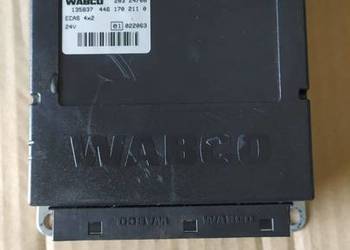 WABCO
135837 446 170 211 0
ECAS 4x2
24V 01 022063
WABCO
WABCO WABCO